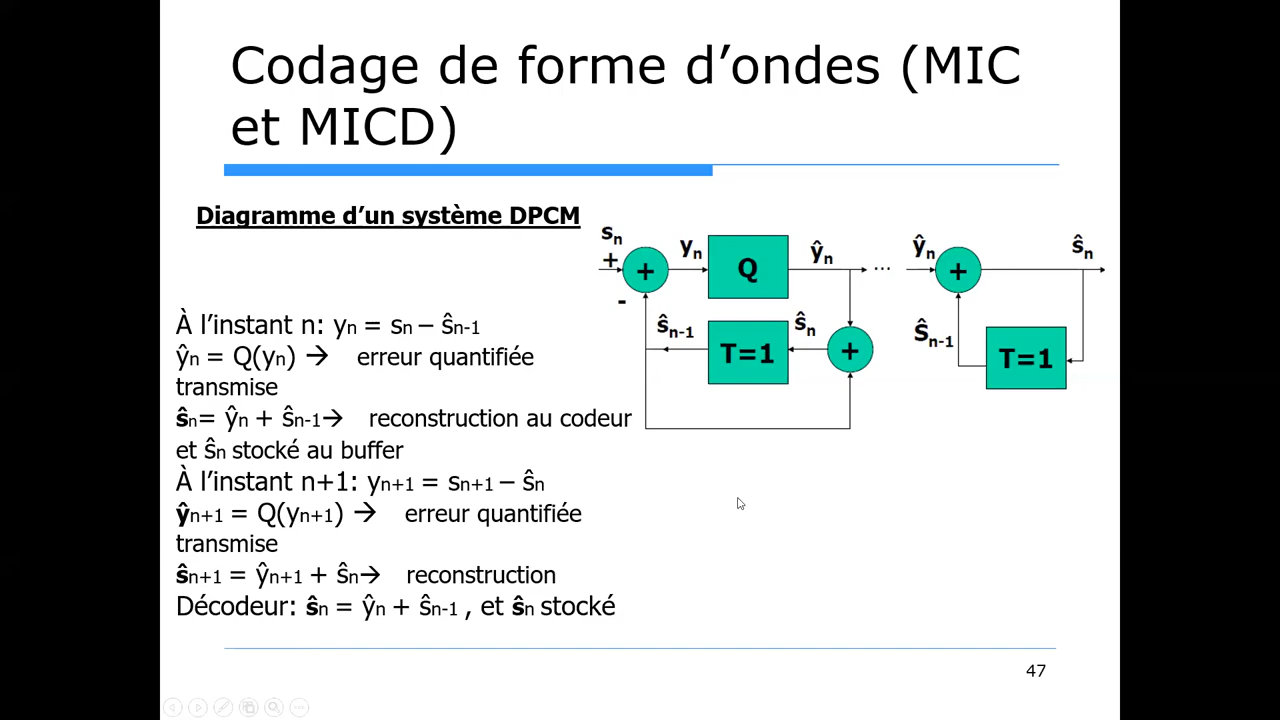 Codage de forme d’ondes (MIC
et MICD)
Diagramme d’un système DPCM
À l’instant n: yn = sn – ŝn-1
ŷn = Q(yn) → erreur quantifiée
transmise
ŝn= ŷn + ŝn-1→ reconstruction au codeur
et ŝn stocké au buffer
À l’instant n+1: yn+1 = sn+1 – ŝn
ŷn+1 = Q(yn+1) → erreur quantifiée
transmise
ŝn+1 = ŷn+1 + ŝn→ reconstruction
Décodeur: ŝn = ŷn + ŝn-1 , et ŝn stocké
sn
+
+
-
yn
Q
ŷn
...
ŷn
+
ŝn
ŝn-1
T=1
ŝn
+
ŝn-1
T=1
47